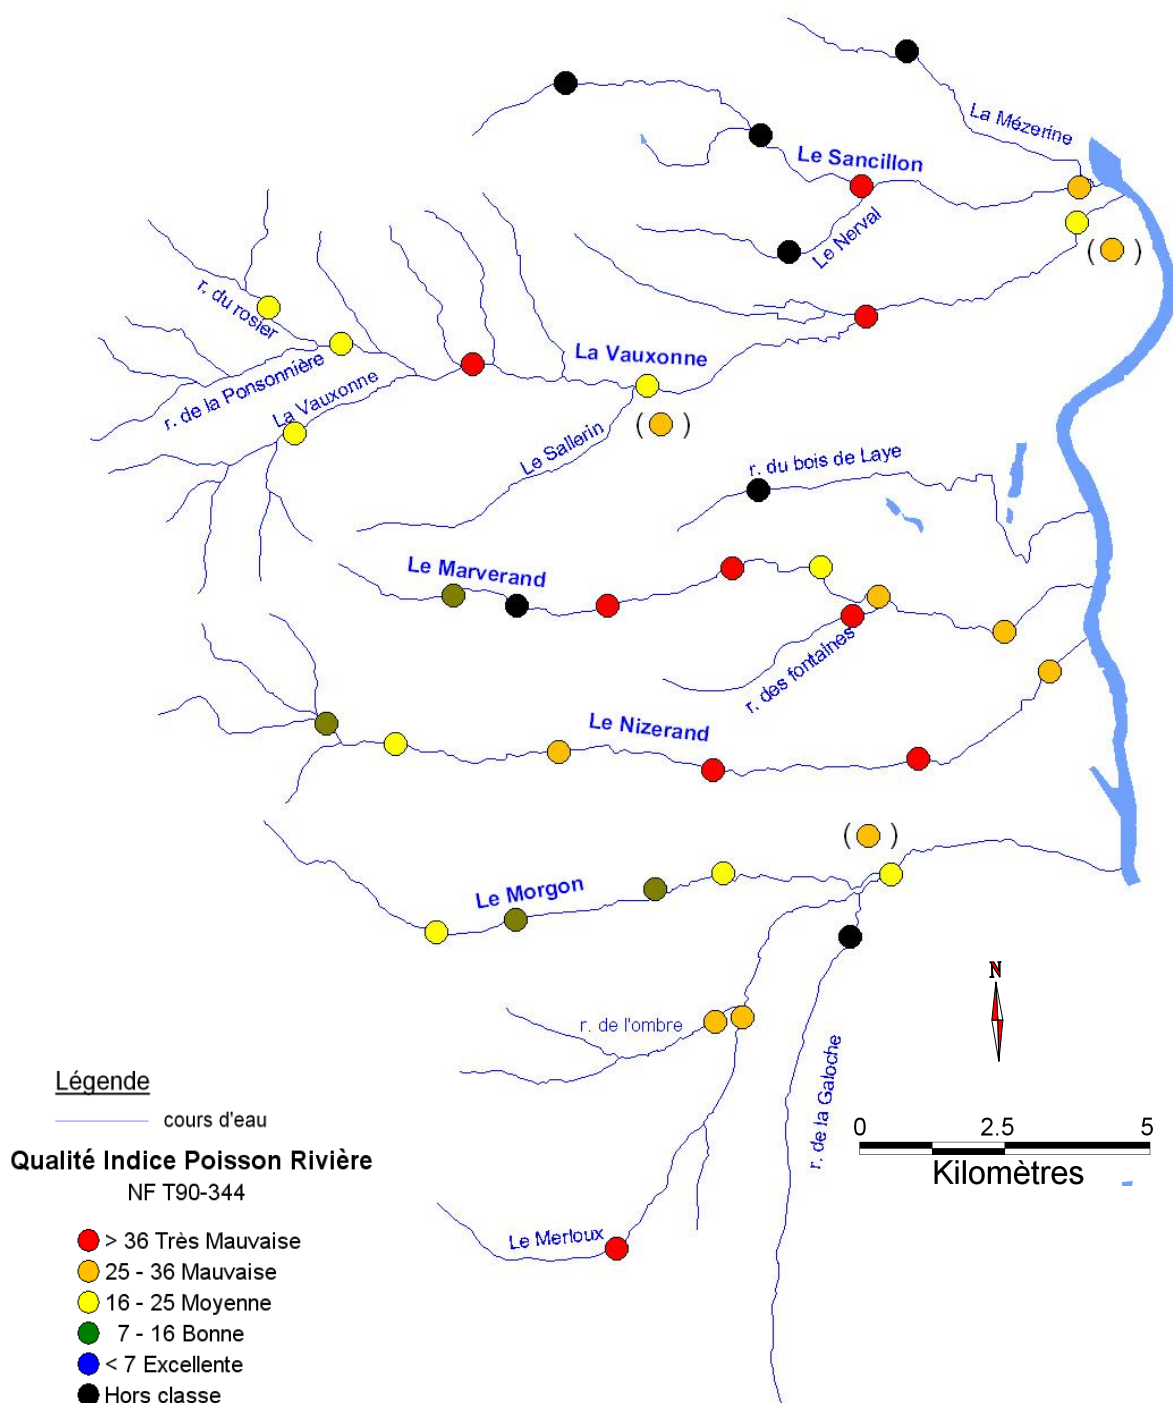 La Mézerine
Le Sancillon
Le Nerval
( )
r. du rosier
La Vauxonne
r. de la Ponsonnière
La Vauxonne
( )
Le Sallerin
r. du bois de Laye
Le Marverand
r. des fontaines
Le Nizerand
( )
Le Morgon
N
r. de l'ombre
r. de la Galoche
Légende
cours d'eau
0 2.5 5
Kilomètres
Qualité Indice Poisson Rivière
NF T90-344
Le Merloux
> 36 Très Mauvaise
25 - 36 Mauvaise
16 - 25 Moyenne
7 - 16 Bonne
< 7 Excellente
Hors classe